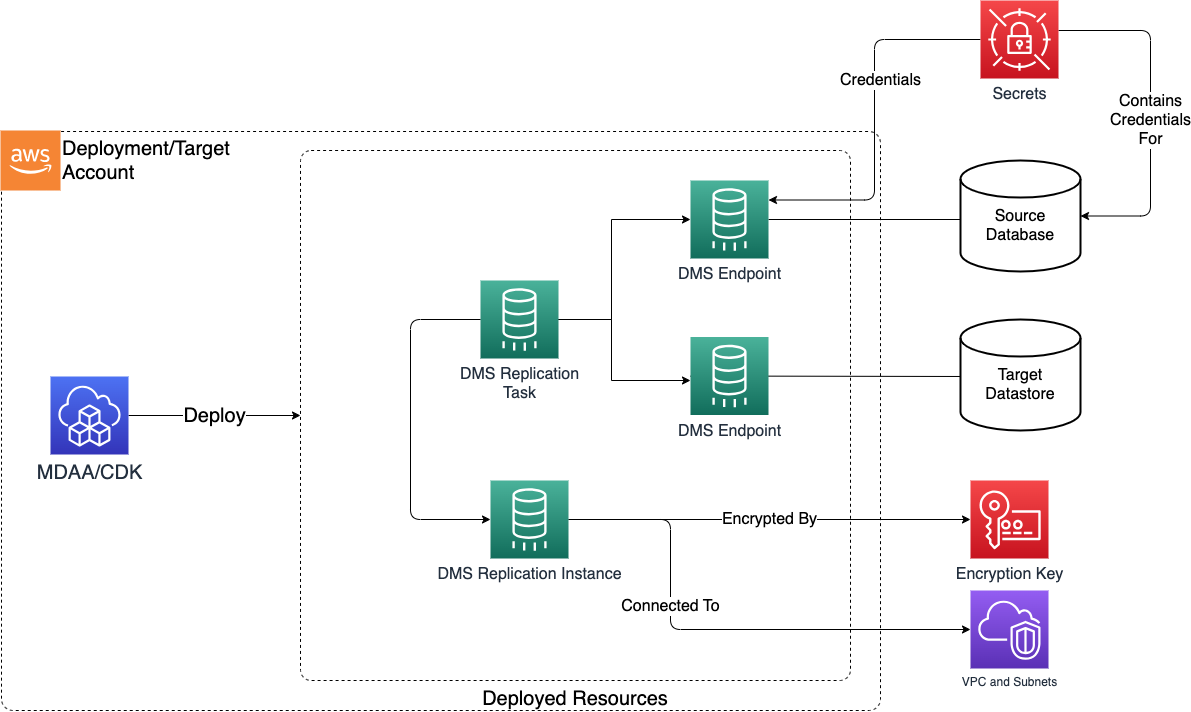 Secrets
Credentials
Contains
Credentials
For
aws
Deployment/Target
Account
Source
Database
DMS Endpoint
DMS Replication
Task
Target
Datastore
DMS Endpoint
Deploy
MDAA/CDK
Encrypted By
DMS Replication Instance
Encryption Key
Connected To
VPC and Subnets
Deployed Resources